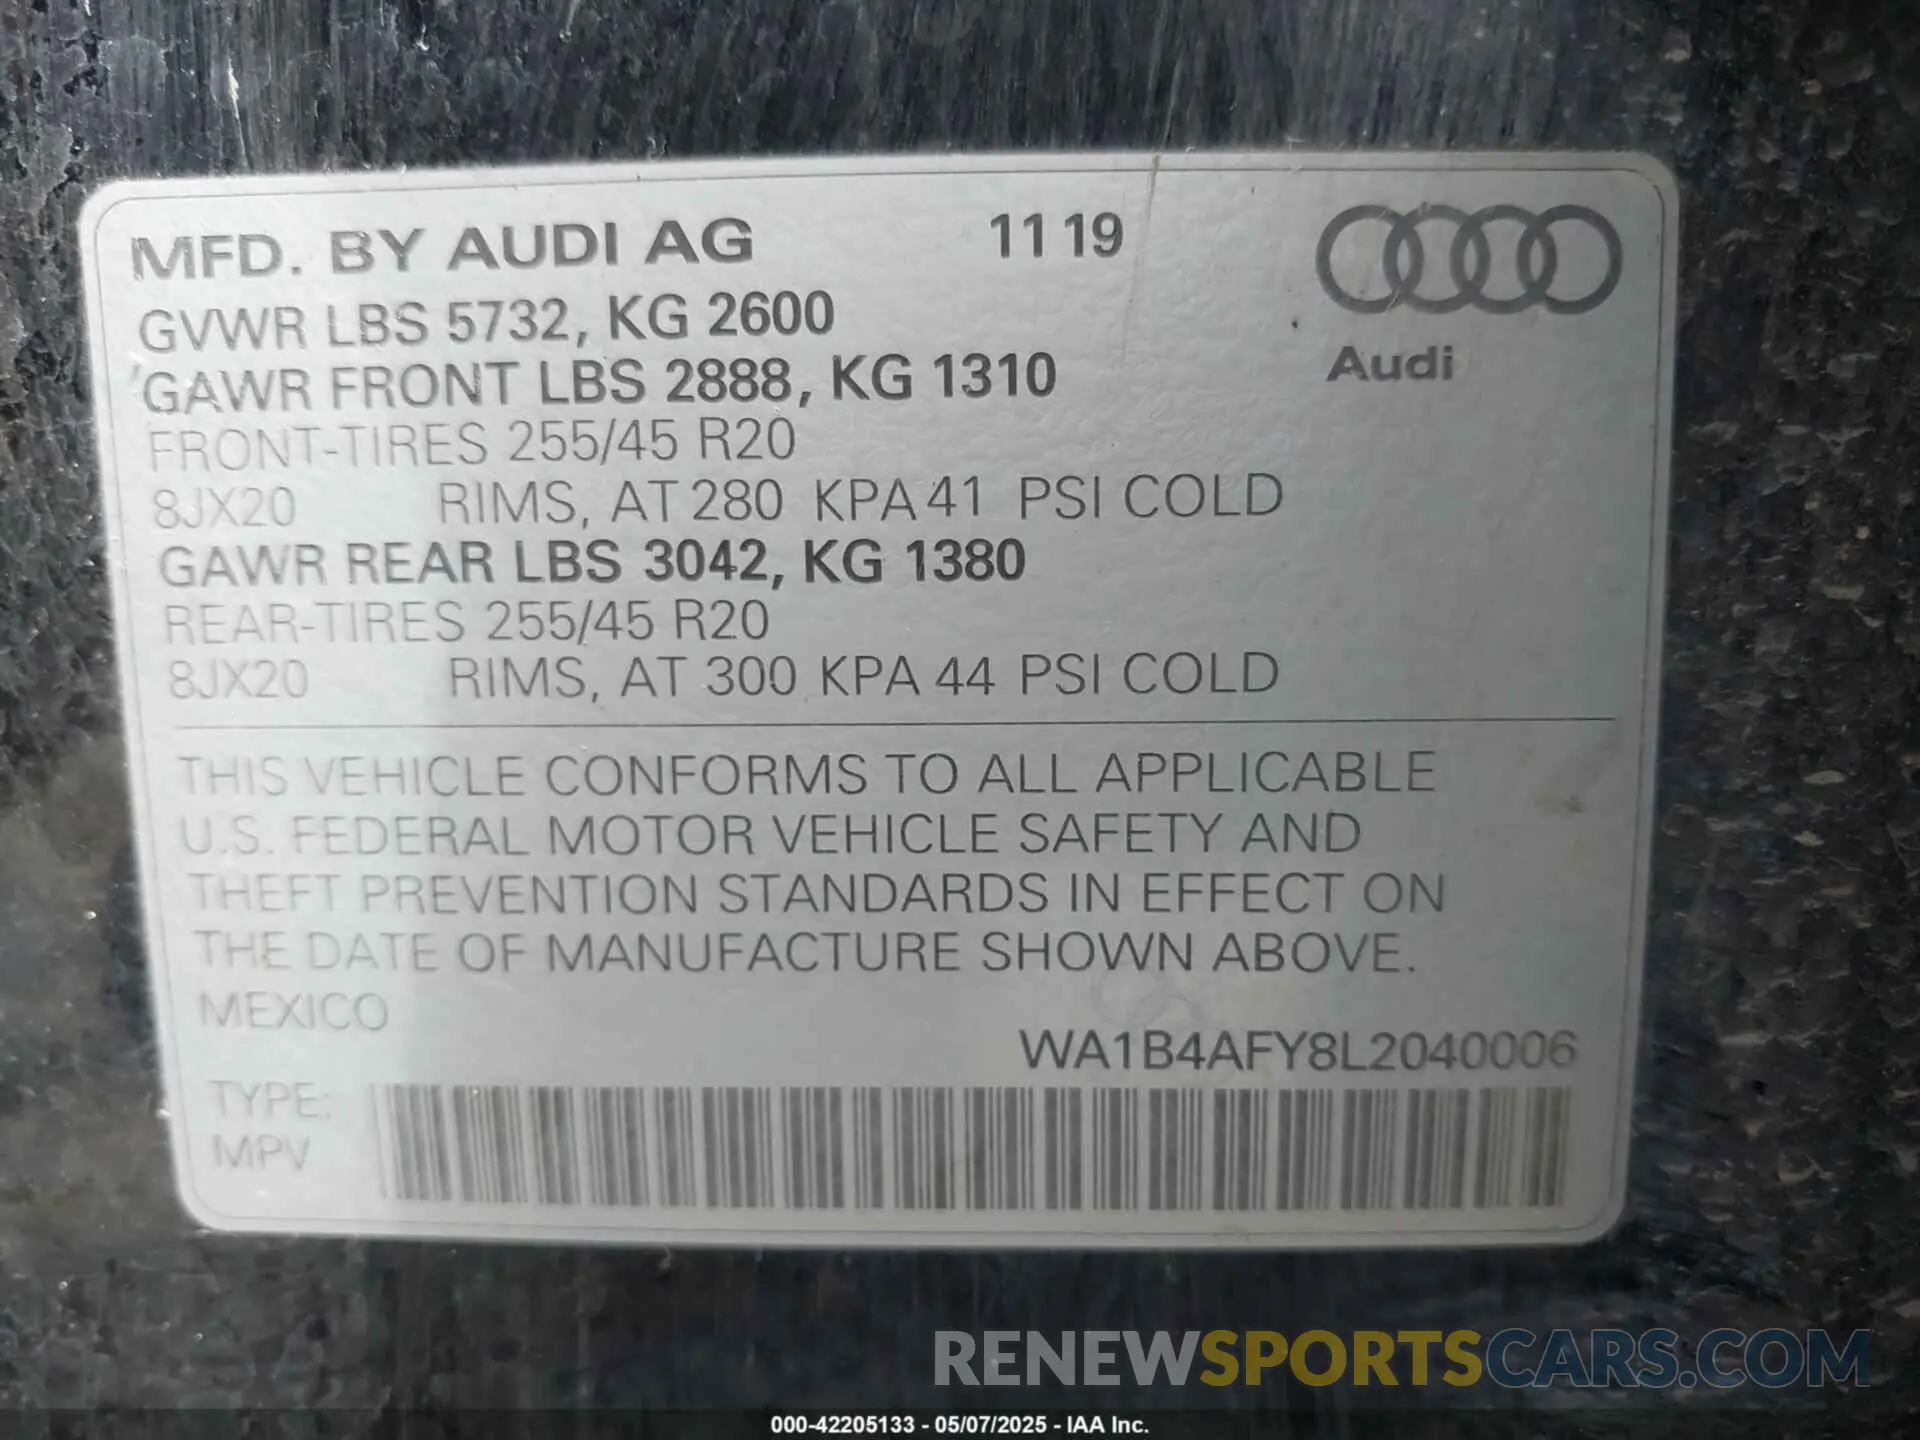 MFD. BY AUDI AG 11 19
GVWR LBS 5732, KG 2600
GAWR FRONT LBS 2888, KG 1310
Audi
FRONT-TIRES 255/45 R20
8JX20 RIMS, AT 280 KPA 41 PSI COLD
GAWR REAR LBS 3042, KG 1380
REAR-TIRES 255/45 R20
8JX20 RIMS, AT 300 KPA 44 PSI COLD
THIS VEHICLE CONFORMS TO ALL APPLICABLE
U.S. FEDERAL MOTOR VEHICLE SAFETY AND
THEFT PREVENTION STANDARDS IN EFFECT ON
THE DATE OF MANUFACTURE SHOWN ABOVE.
MEXICO
WA1B4AFY8L2040006
TYPE:
MPV
RENEWSPORTSCARS.COM
000-42205133 - 05/07/2025 - IAA Inc.